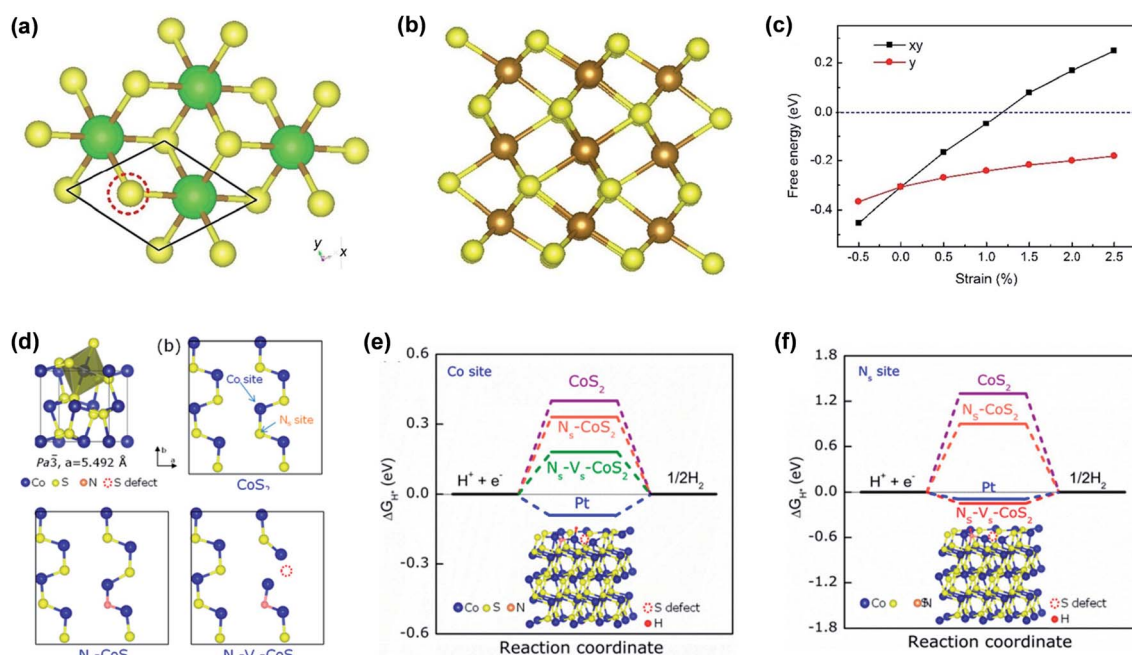 (a)
y x
(b)
(c)
xy
y
0.2
0.0
-0.2
-0.4
Free energy (eV)
-0.5 0.0 0.5 1.0 1.5 2.0 2.5
Strain (%)
(d)
Pa3̅, a=5.492 Å
Co S N S defect
b
a
(b)
Co site
Ns site
CoS2
Ns-CoS
Ns-Vs-CoS
(e)
0.6
0.3
0.0
-0.3
-0.6
ΔGH* (eV)
Co site
CoS2
Ns-CoS2
Ns-Vs-CoS2
H+ + e-
1/2H2
Pt
Co S N S defect
H
Reaction coordinate
(f)
1.8
1.2
0.6
0.0
-0.6
-1.2
-1.8
ΔGH* (eV)
Ns site
CoS2
Ns-CoS2
H+ + e-
1/2H2
Pt
Ns-Vs-CoS2
Co S N S defect
H
Reaction coordinate